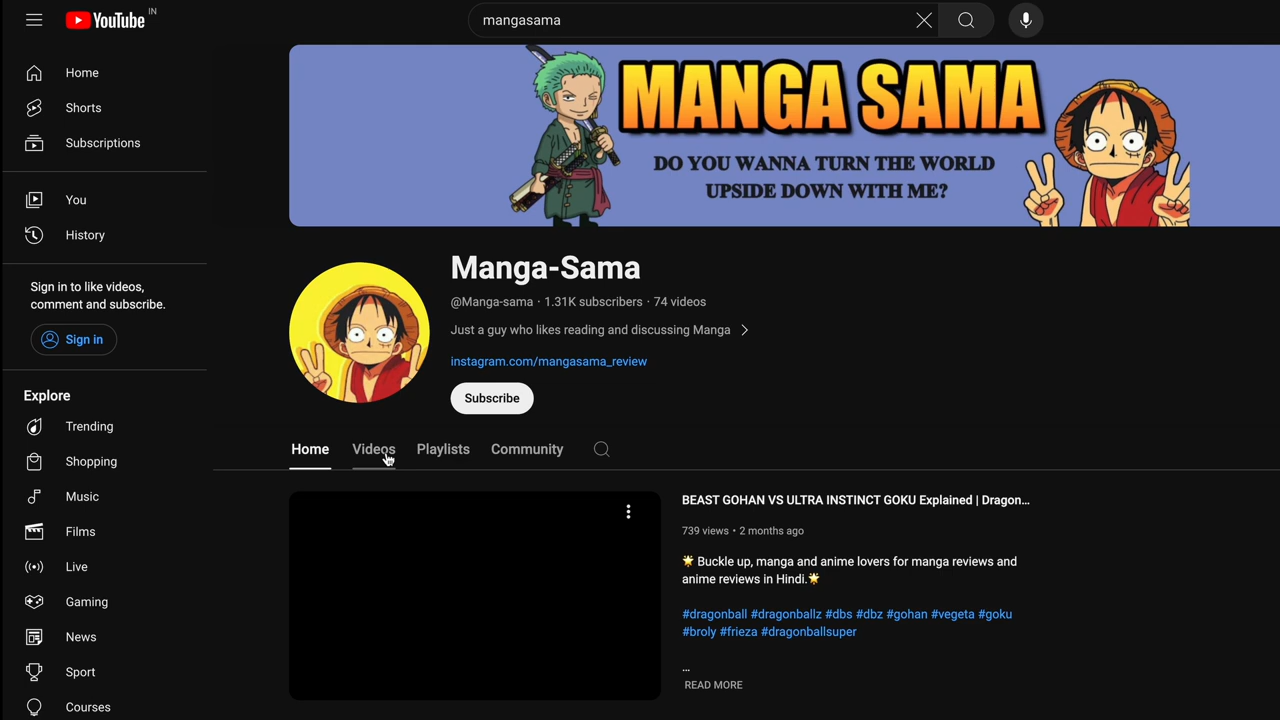 YouTube IN
mangasama
Home
Shorts
Subscriptions
You
History
Sign in to like videos,
comment and subscribe.
Sign in
Explore
Trending
Shopping
Music
Films
Live
Gaming
News
Sport
Courses
MANGA SAMA
DO YOU WANNA TURN THE WORLD
UPSIDE DOWN WITH ME?
Manga-Sama
@Manga-sama · 1.31K subscribers · 74 videos
Just a guy who likes reading and discussing Manga
instagram.com/mangasama_review
Subscribe
Home Videos Playlists Community
BEAST GOHAN VS ULTRA INSTINCT GOKU Explained | Dragon...
739 views • 2 months ago
🌟 Buckle up, manga and anime lovers for manga reviews and
anime reviews in Hindi.🌟
#dragonball #dragonballz #dbs #dbz #gohan #vegeta #goku
#broly #frieza #dragonballsuper
...
READ MORE